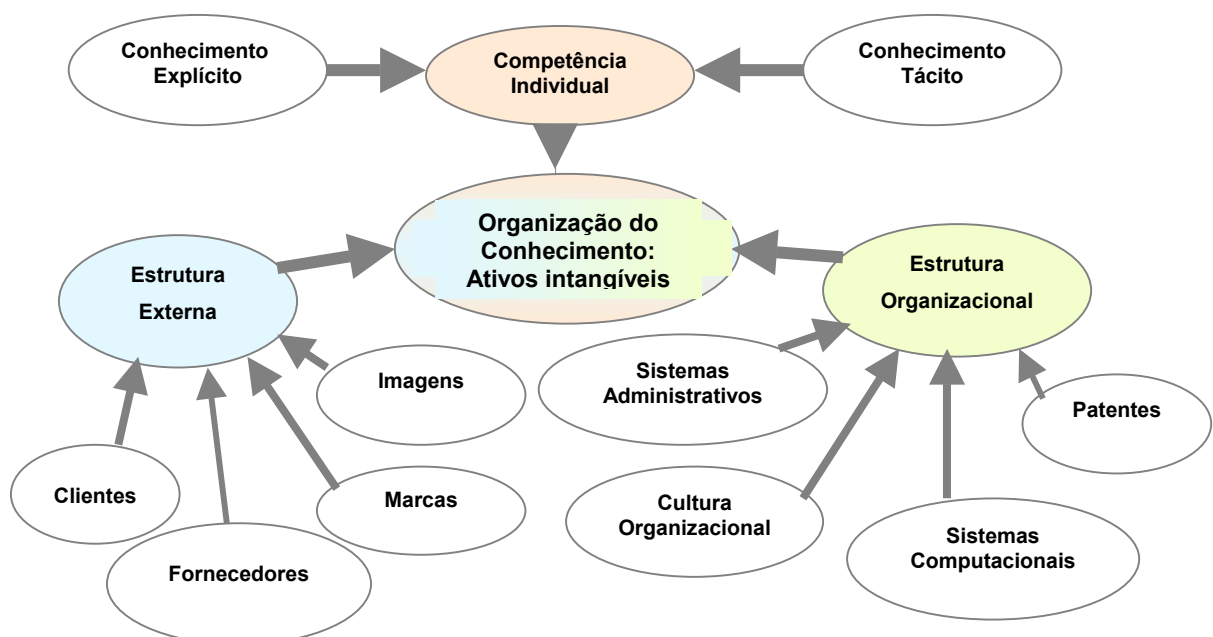 Conhecimento
Explícito
Competência
Individual
Conhecimento
Tácito
Organização do
Conhecimento:
Ativos intangíveis
Estrutura
Externa
Estrutura
Organizacional
Imagens
Sistemas
Administrativos
Patentes
Clientes
Marcas
Cultura
Organizacional
Sistemas
Computacionais
Fornecedores